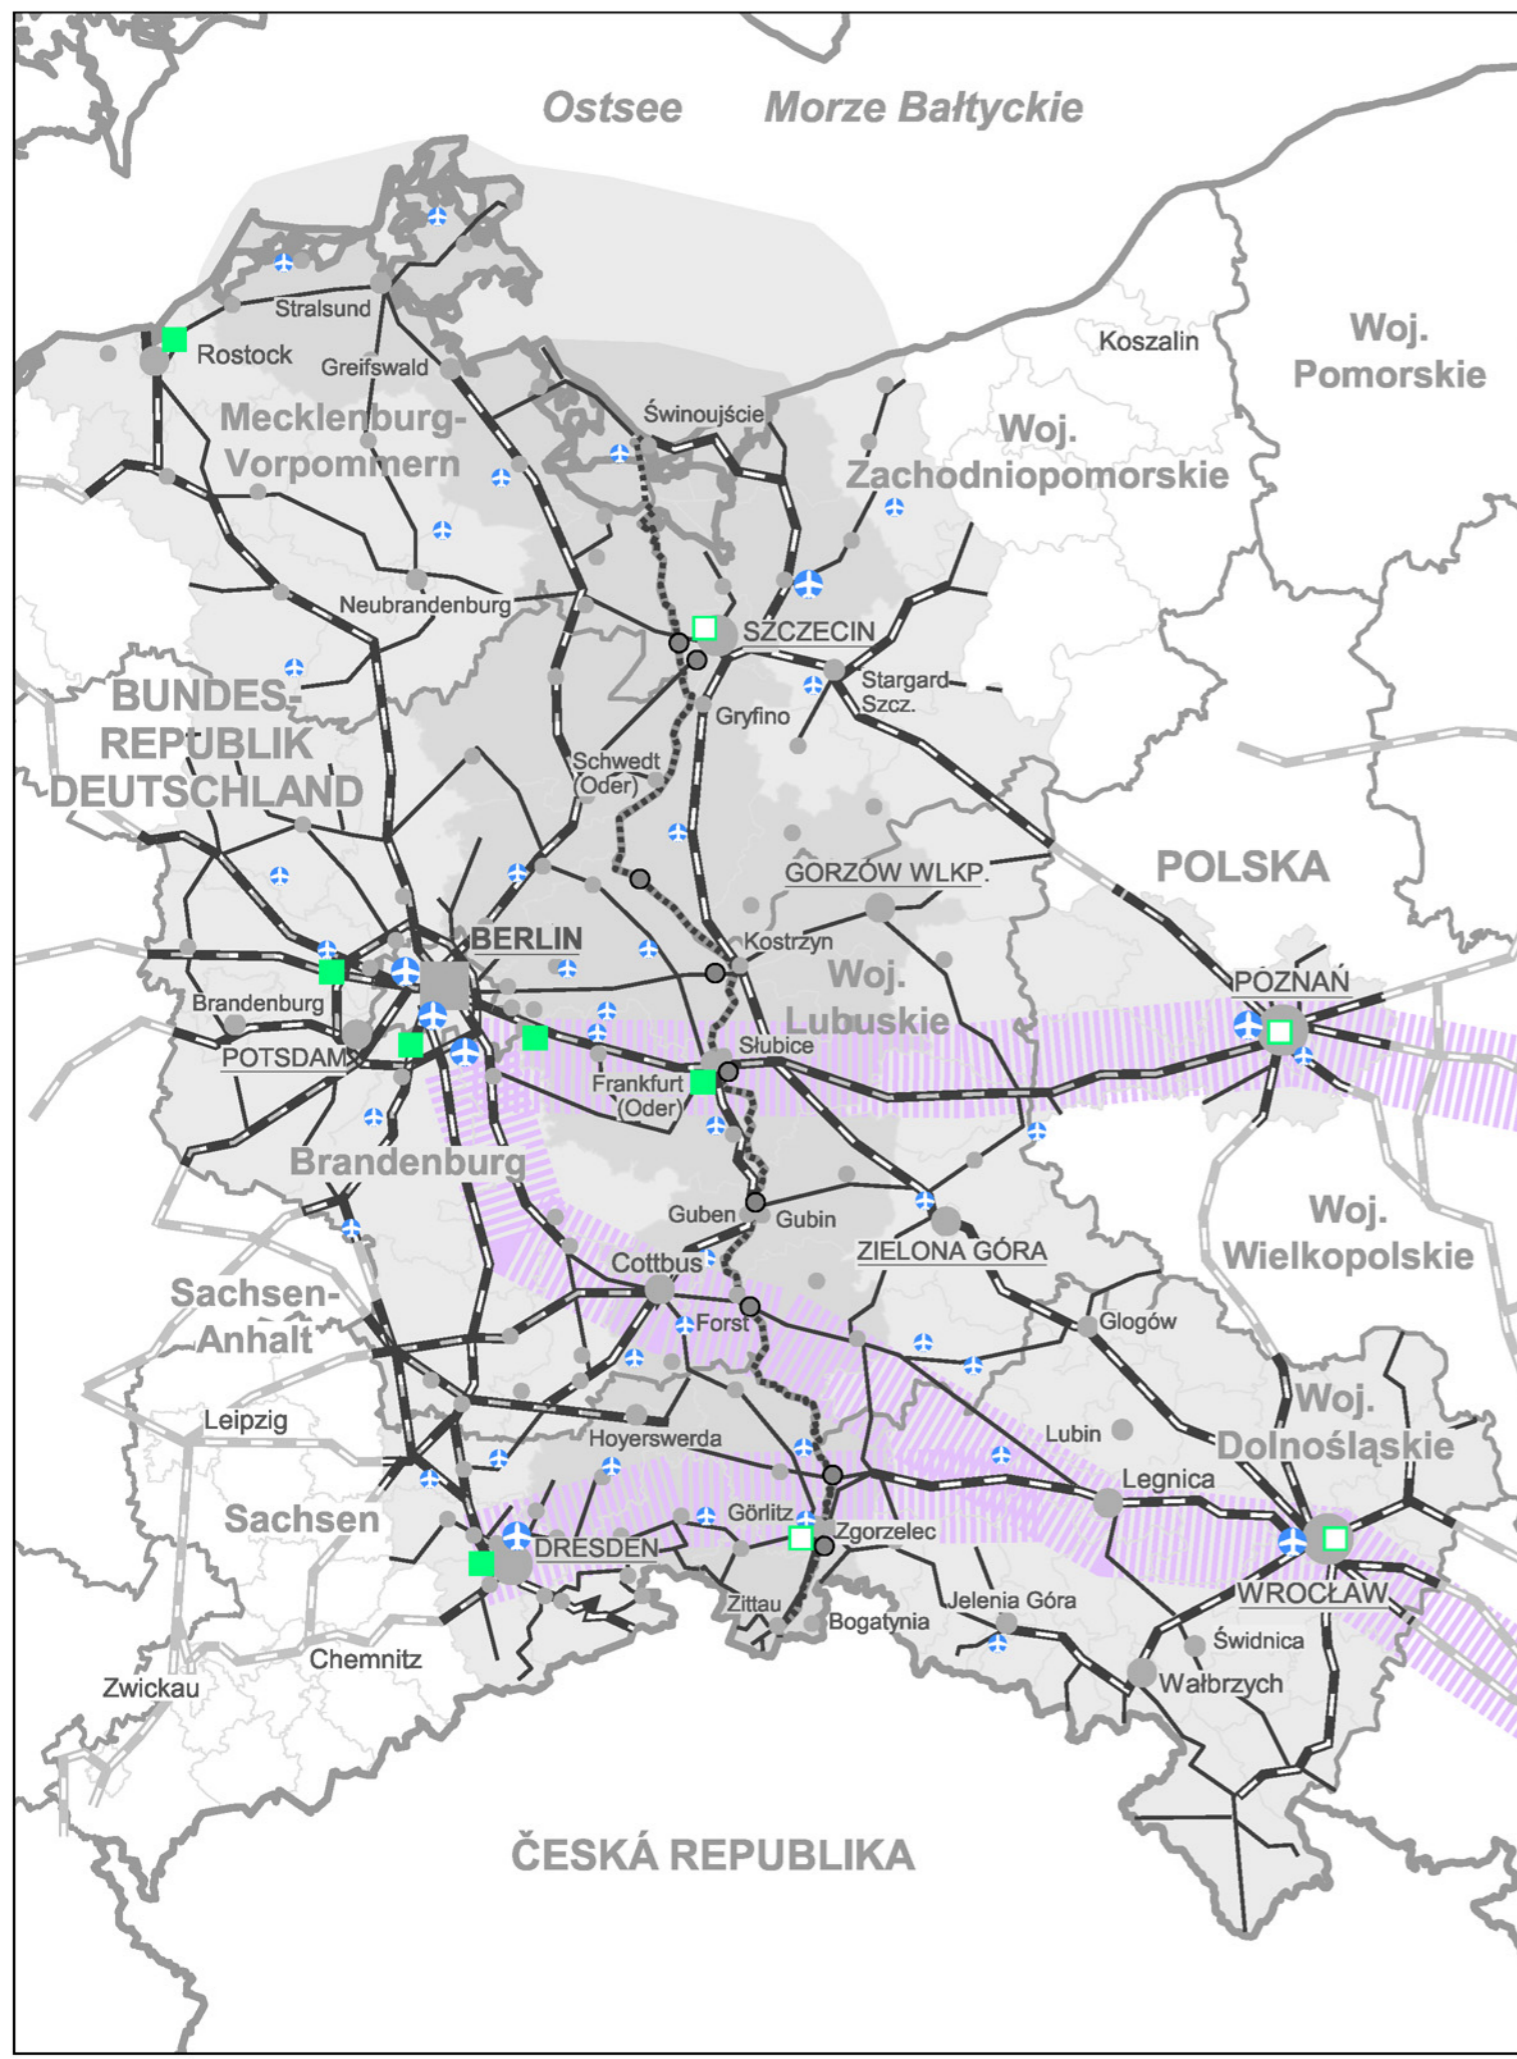 Ostsee Morze Bałtyckie
Stralsund
Rostock
Greifswald
Koszalin
Woj.
Pomorskie
Mecklenburg-
Vorpommern
Świnoujście
Woj.
Zachodniopomorskie
Neubrandenburg
SZCZECIN
Stargard
Szcz.
Gryfino
BUNDES-
REPUBLIK
DEUTSCHLAND
Schwedt
(Oder)
GORZÓW WLKP.
POLSKA
BERLIN
Kostrzyn
Woj.
Lubuskie
POZNAŃ
Brandenburg
POTSDAM
Słubice
Frankfurt
(Oder)
Brandenburg
Guben
Gubin
Woj.
Wielkopolskie
ZIELONA GÓRA
Cottbus
Sachsen-
Anhalt
Forst
Glogów
Leipzig
Hoyerswerda
Lubin
Woj.
Dolnośląskie
Legnica
Sachsen
Görlitz
Zgorzelec
DRESDEN
WROCŁAW
Zittau
Bogatynia
Jelenia Góra
Świdnica
Chemnitz
Zwickau
Wałbrzych
ČESKÁ REPUBLIKA